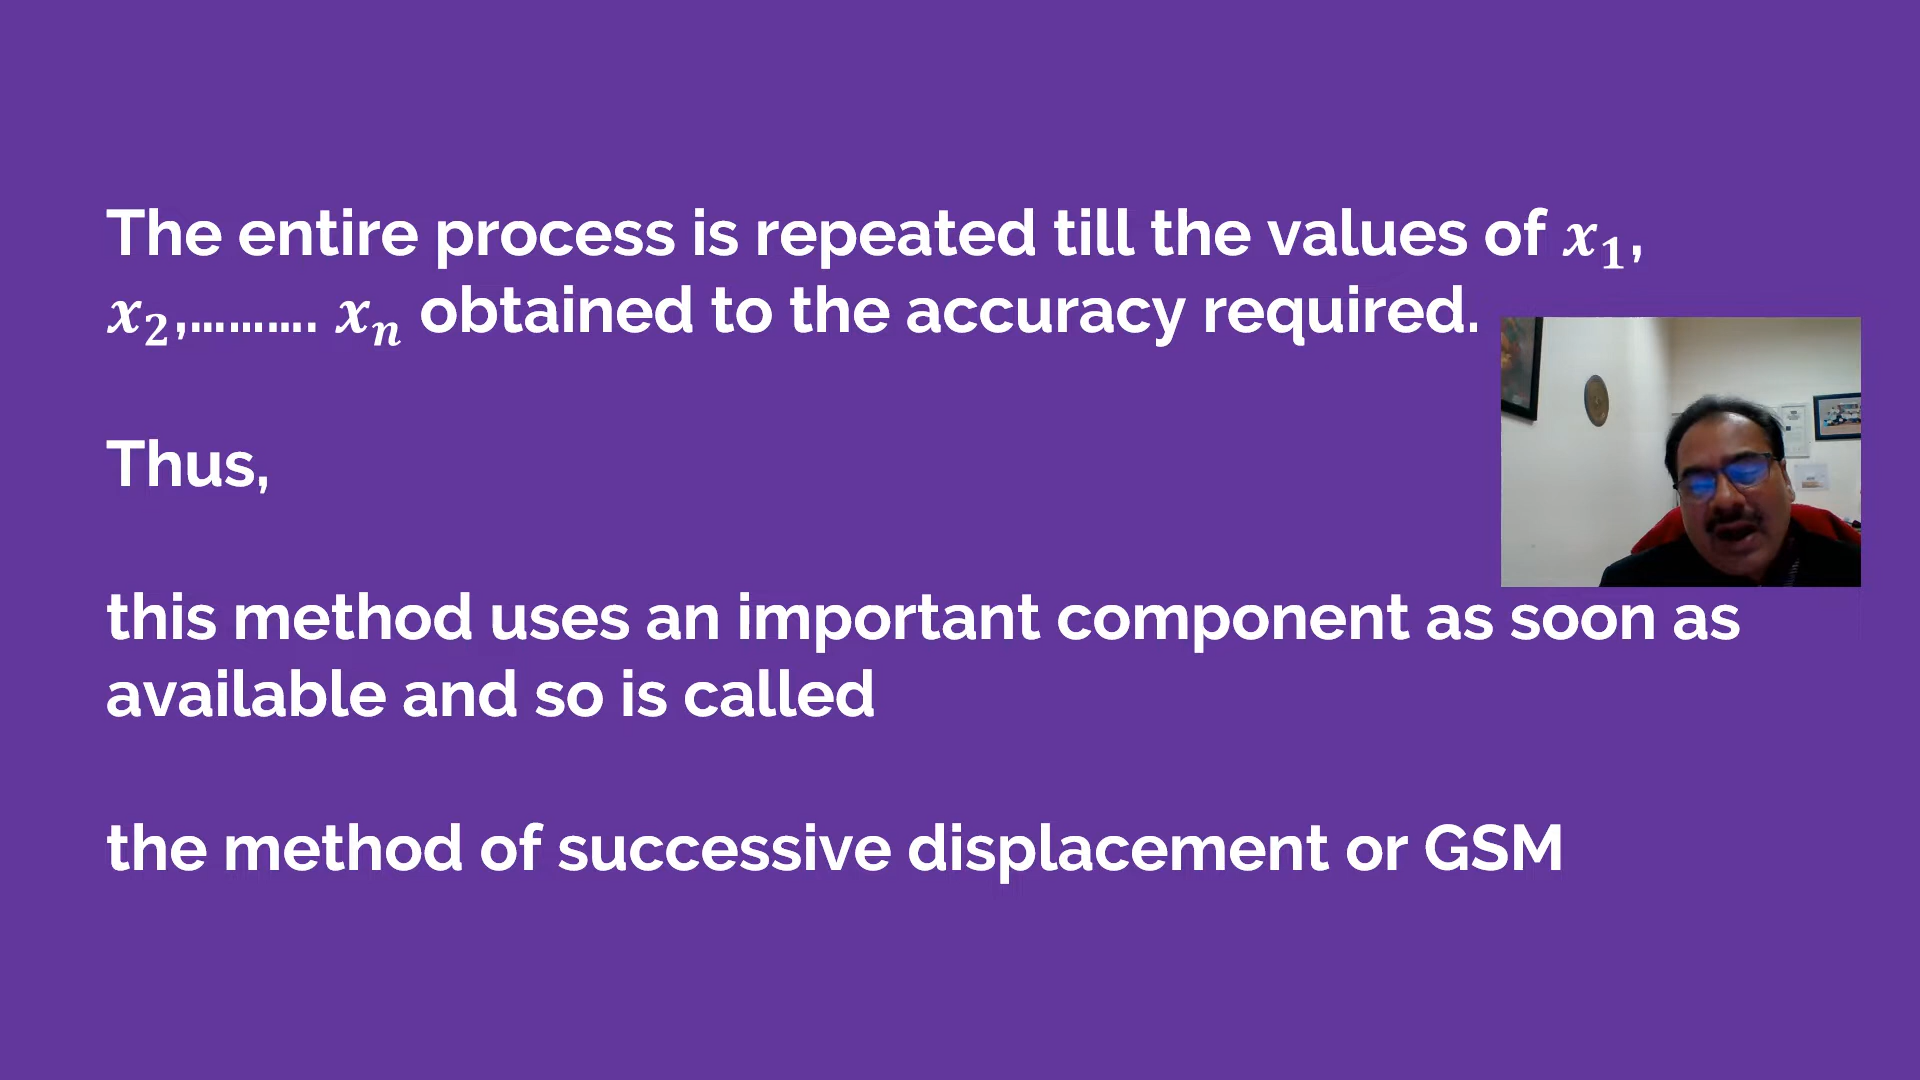 The entire process is repeated till the values of x₁,
x₂,.......... xₙ obtained to the accuracy required.
Thus,
this method uses an important component as soon as
available and so is called
the method of successive displacement or GSM